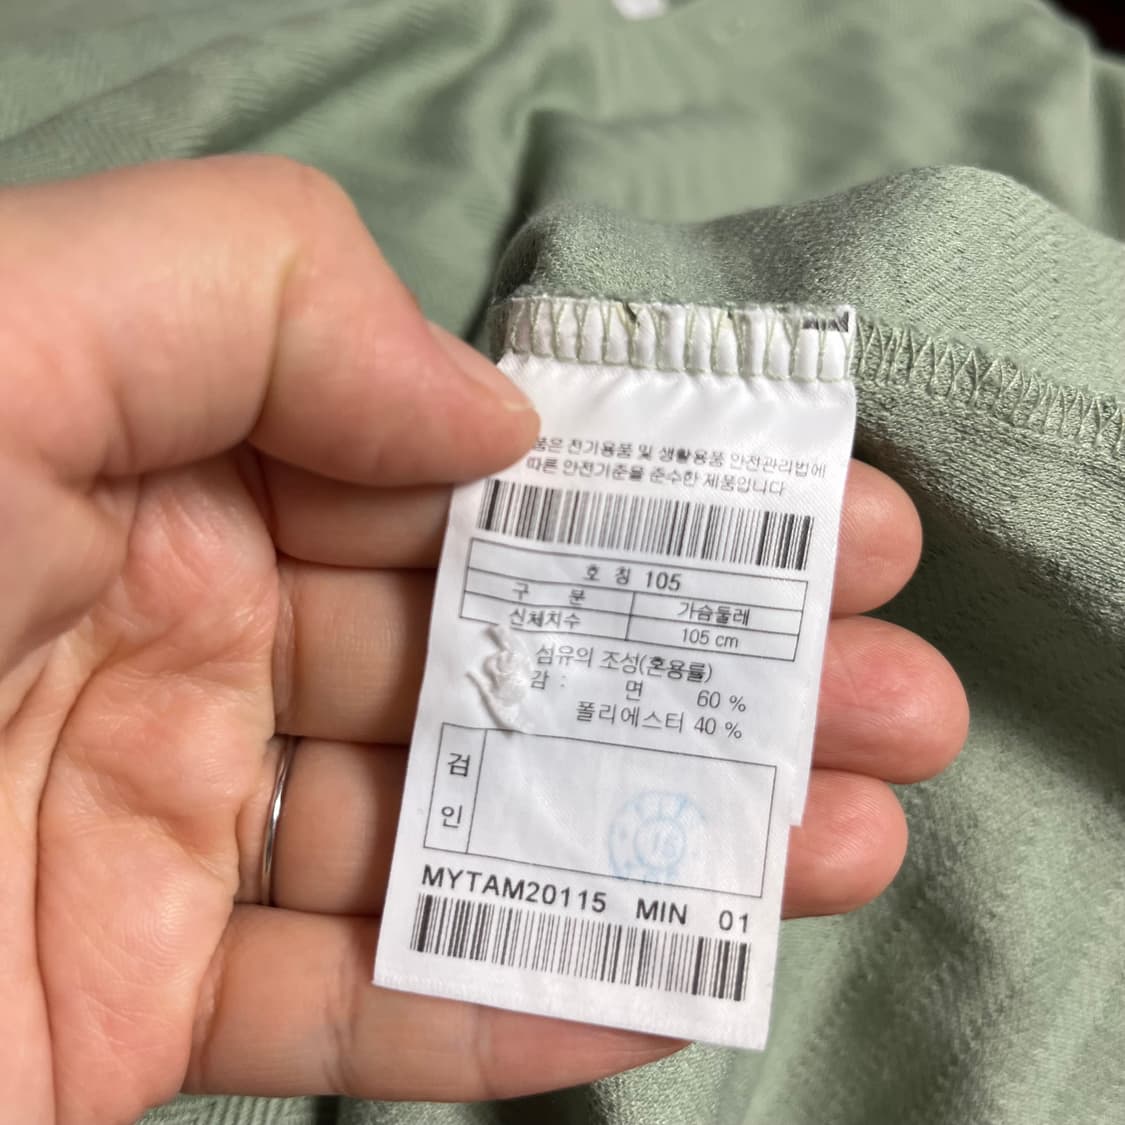 전기용품 및 생활용품 안전관리법에
따른 안전기준을 준수한 제품입니다
호 칭 105
구 분 가슴둘레
신체치수 105 cm
섬유의 조성(혼용률)
감 : 면 60 %
폴리에스터 40 %
검
인
16
MYTAM20115 MIN 01